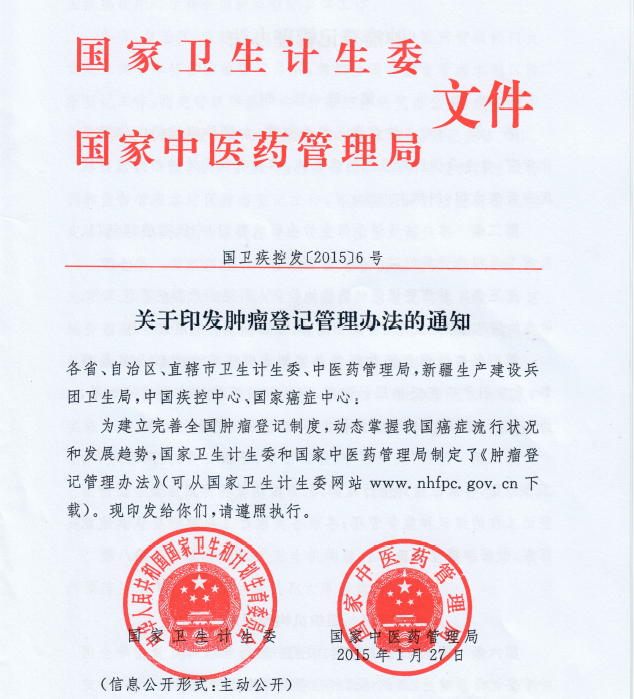 国家卫生计生委
文件
国家中医药管理局
国卫疾控发〔2015〕6号
关于印发肿瘤登记管理办法的通知
各省、自治区、直辖市卫生计生委、中医药管理局,新疆生产建设兵
团卫生局,中国疾控中心、国家癌症中心:
为建立完善全国肿瘤登记制度,动态掌握我国癌症流行状况
和发展趋势,国家卫生计生委和国家中医药管理局制定了《肿瘤登
记管理办法》(可从国家卫生计生委网站 www.nhfpc.gov.cn 下
载)。现印发给你们,请遵照执行。
中华人民共和国国家卫生和计划生育委员会
国家中医药管理局
国家卫生计生委 国家中医药管理局
2015年1月27日
(信息公开形式:主动公开)